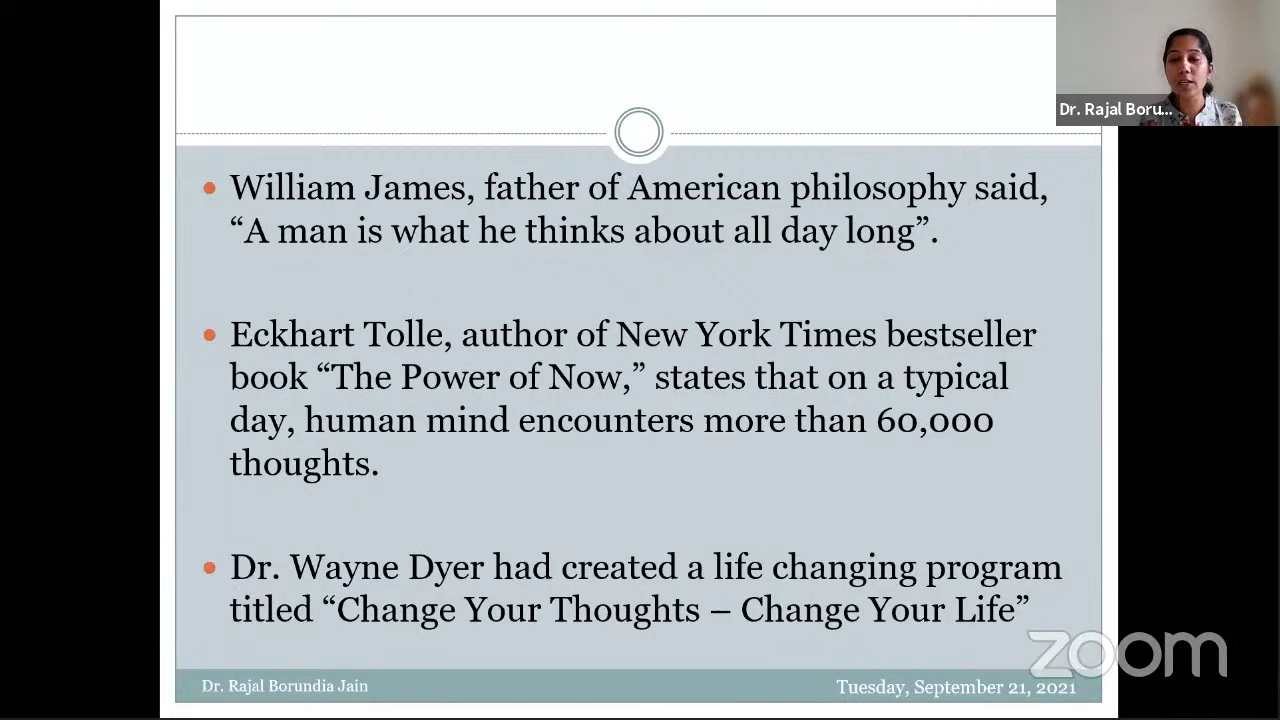 Dr. Rajal Boru...
• William James, father of American philosophy said,
“A man is what he thinks about all day long”.
• Eckhart Tolle, author of New York Times bestseller
book “The Power of Now,” states that on a typical
day, human mind encounters more than 60,000
thoughts.
• Dr. Wayne Dyer had created a life changing program
titled “Change Your Thoughts – Change Your Life”
zoom
Dr. Rajal Borundia Jain
Tuesday, September 21, 2021